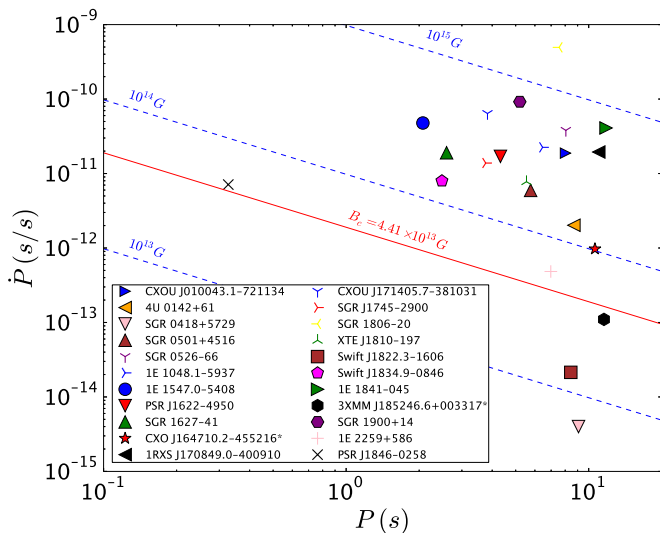 10⁻⁹
10⁻¹⁰
10⁻¹¹
10⁻¹²
10⁻¹³
10⁻¹⁴
10⁻¹⁵
Ṗ (s/s)
10¹⁵G
10¹⁴G
B_c=4.41×10¹³G
10¹³G
CXOU J010043.1–721134
4U 0142+61
SGR 0418+5729
SGR 0501+4516
SGR 0526-66
1E 1048.1-5937
1E 1547.0-5408
PSR J1622–4950
SGR 1627–41
CXO J164710.2–455216*
1RXS J170849.0-400910
CXOU J171405.7–381031
SGR J1745–2900
SGR 1806–20
XTE J1810–197
Swift J1822.3–1606
Swift J1834.9–0846
1E 1841–045
3XMM J185246.6+003317*
SGR 1900+14
1E 2259+586
PSR J1846-0258
10⁻¹
10⁰
10¹
P (s)